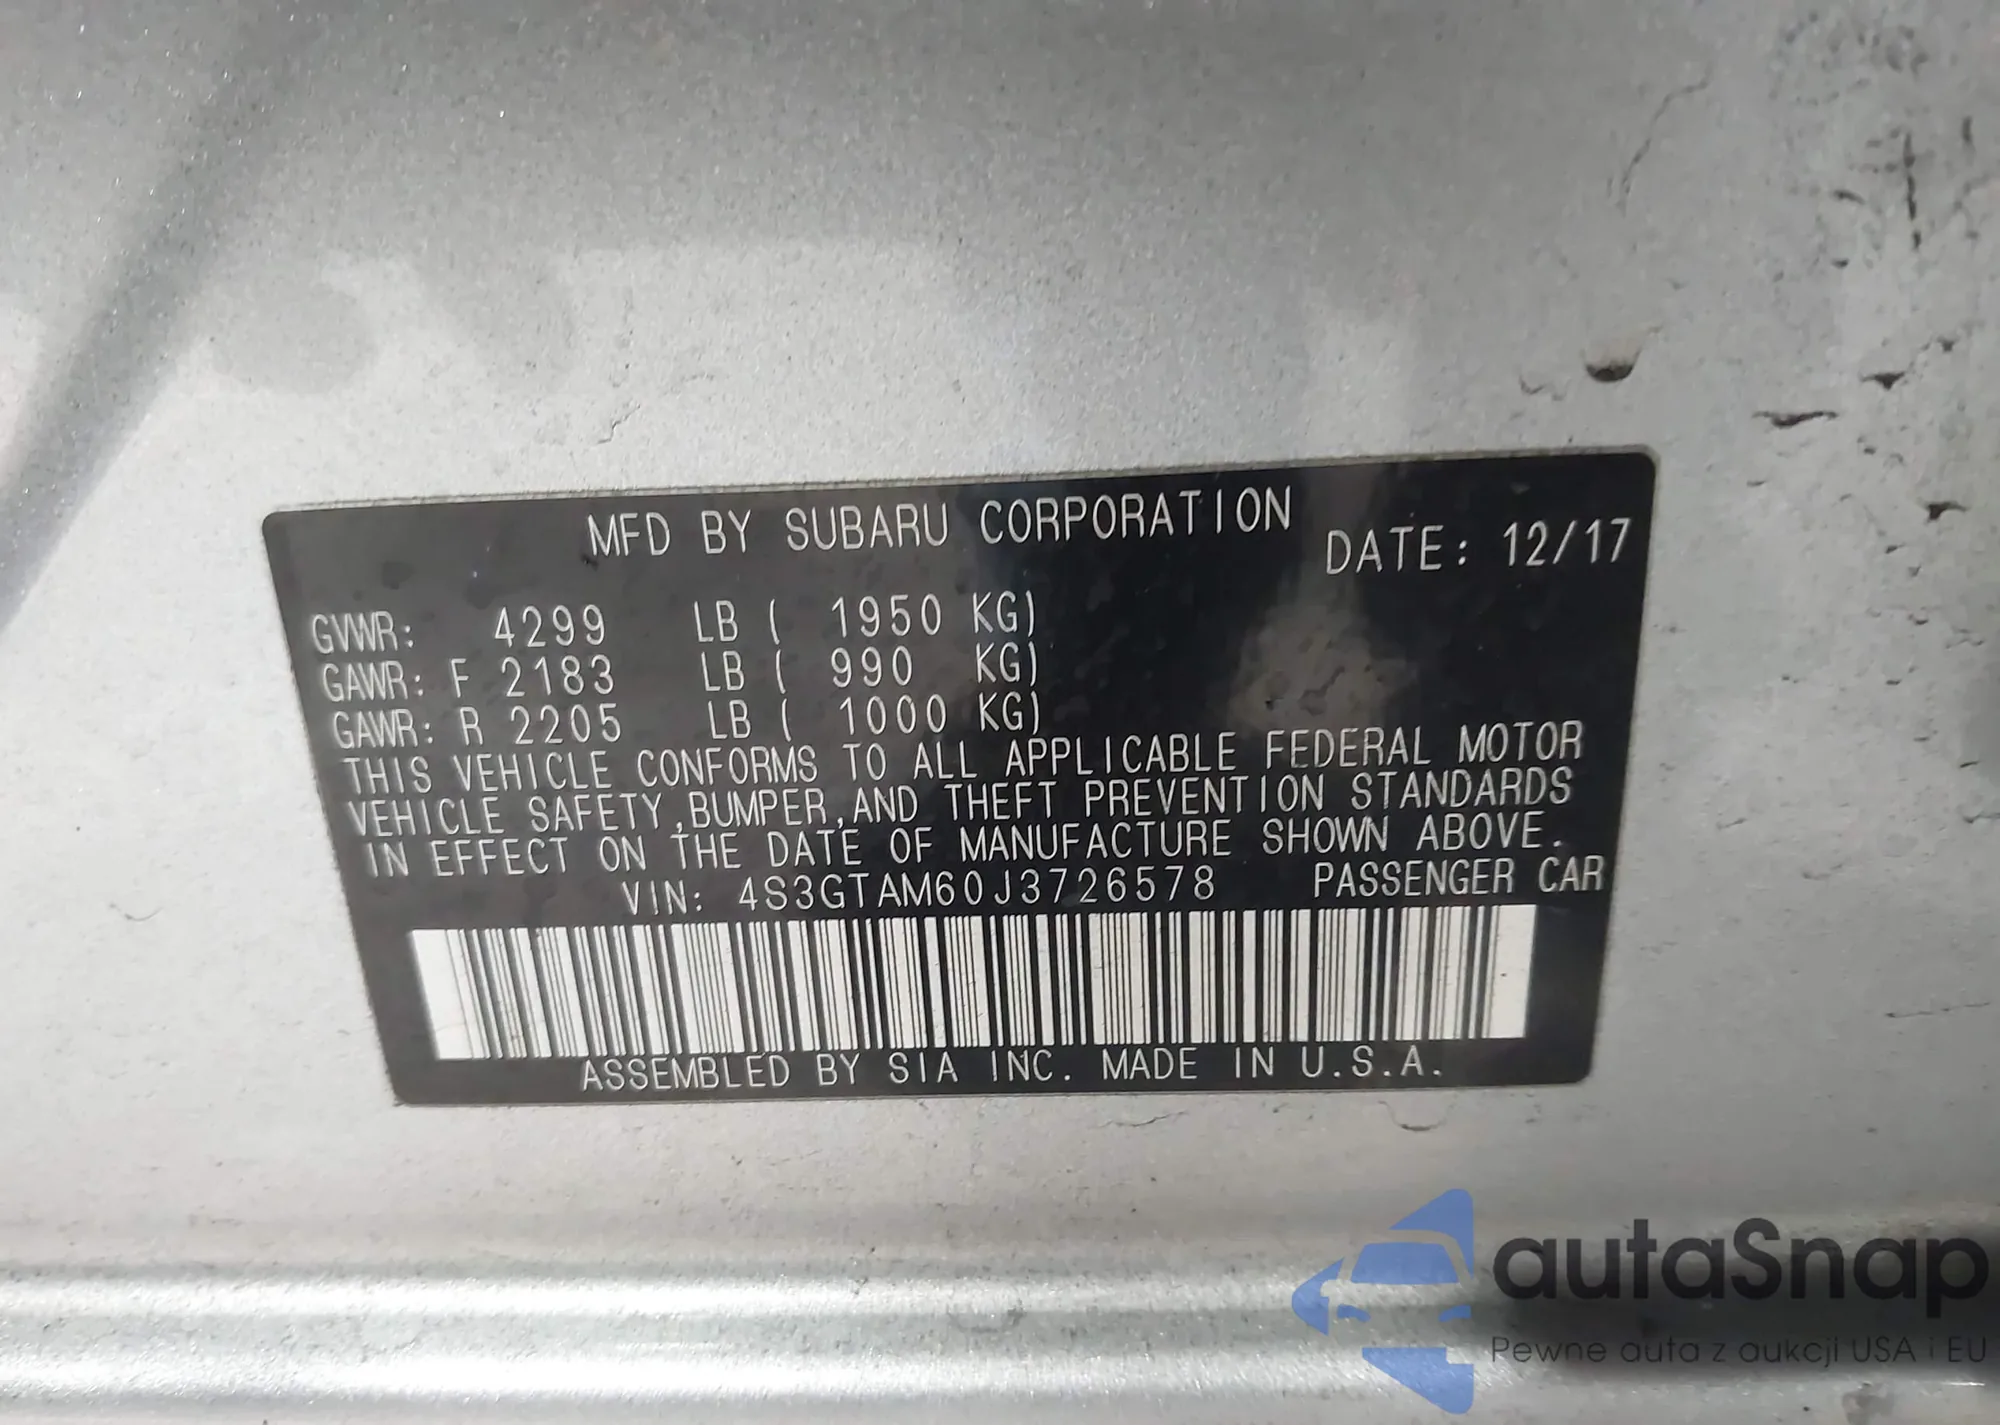 MFD BY SUBARU CORPORATION DATE: 12/17
GVWR: 4299 LB ( 1950 KG)
GAWR: F 2183 LB ( 990 KG)
GAWR: R 2205 LB ( 1000 KG)
THIS VEHICLE CONFORMS TO ALL APPLICABLE FEDERAL MOTOR
VEHICLE SAFETY,BUMPER,AND THEFT PREVENTION STANDARDS
IN EFFECT ON THE DATE OF MANUFACTURE SHOWN ABOVE.
VIN: 4S3GTAM60J3726578 PASSENGER CAR
ASSEMBLED BY SIA INC. MADE IN U.S.A.
autaSnap
Pewne auta z aukcji USA i EU